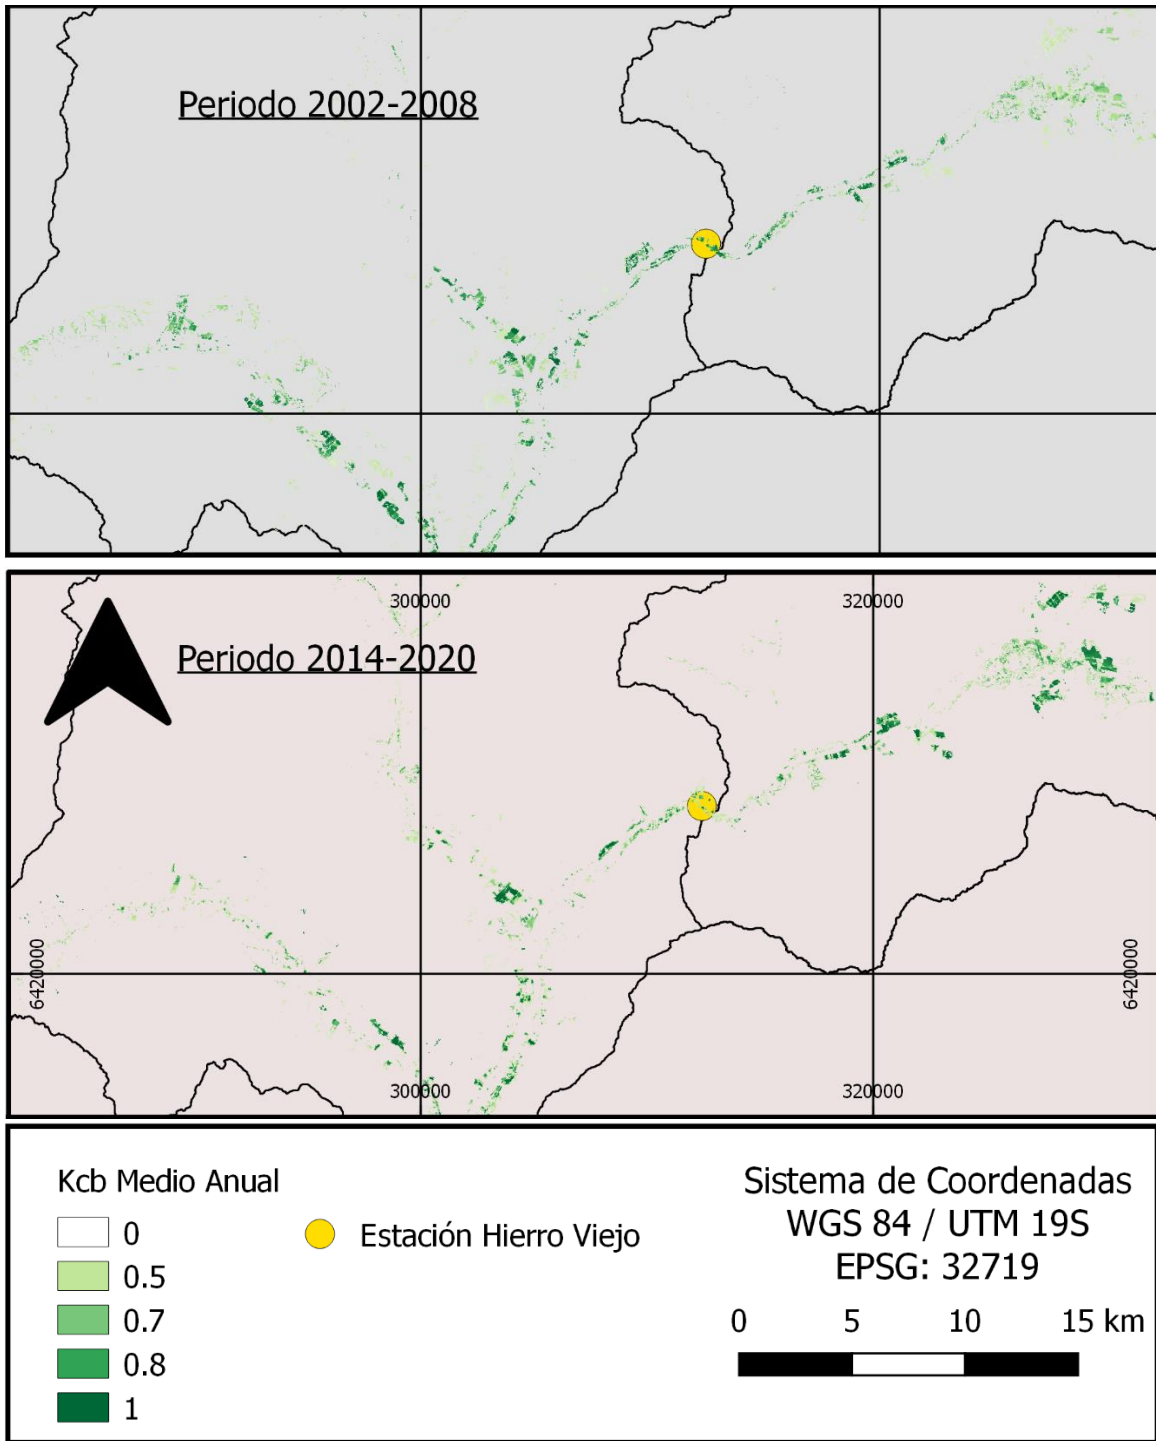 Periodo 2002-2008
300000
320000
Periodo 2014-2020
6420000
6420000
300000
320000
Kcb Medio Anual
0
0.5
0.7
0.8
1
Estación Hierro Viejo
Sistema de Coordenadas
WGS 84 / UTM 19S
EPSG: 32719
0 5 10 15 km